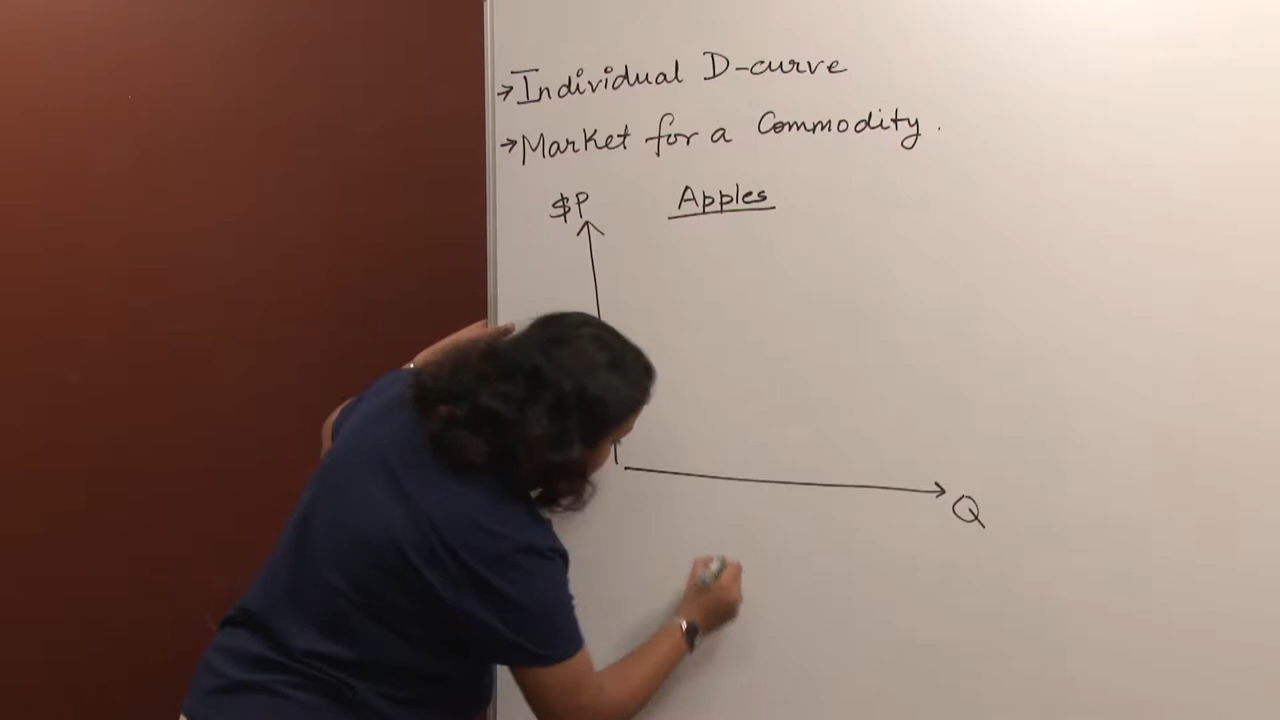 →Individual D-curve
→Market for a Commodity.
$P Apples
Q